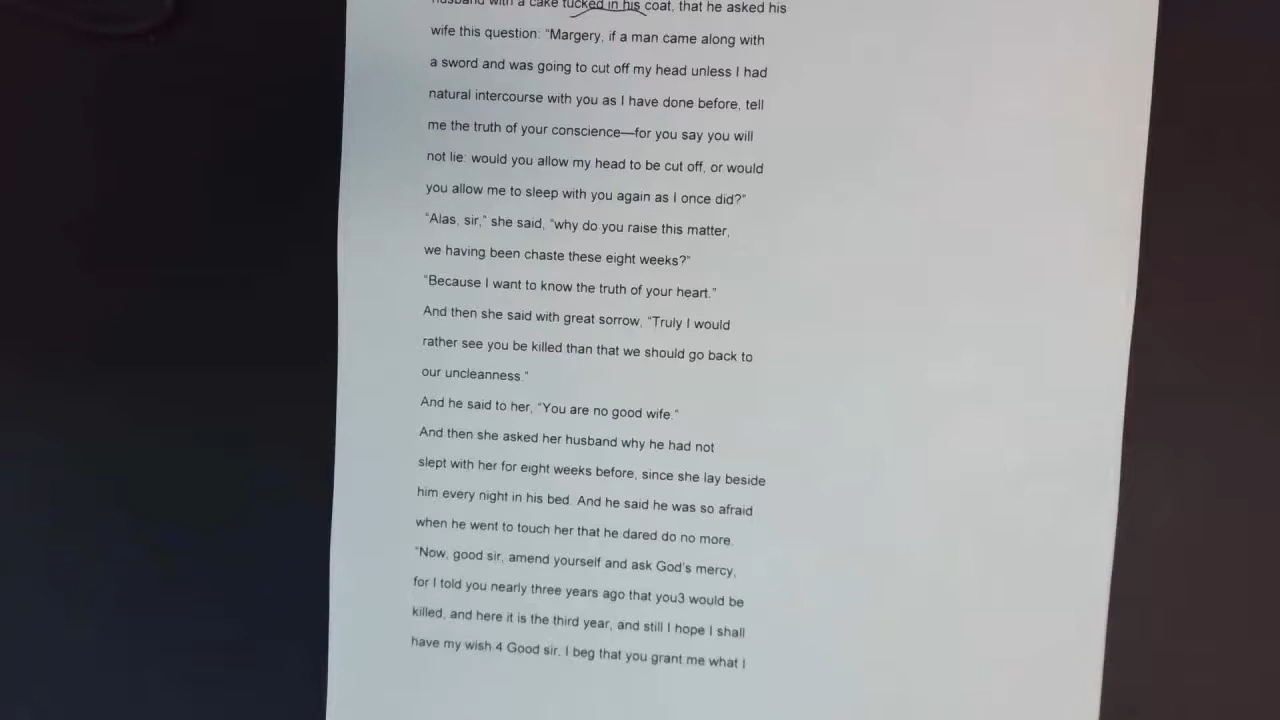 husband with a cake tucked in his coat, that he asked his
wife this question: "Margery, if a man came along with
a sword and was going to cut off my head unless I had
natural intercourse with you as I have done before, tell
me the truth of your conscience—for you say you will
not lie: would you allow my head to be cut off, or would
you allow me to sleep with you again as I once did?"
"Alas, sir," she said, "why do you raise this matter,
we having been chaste these eight weeks?"
"Because I want to know the truth of your heart."
And then she said with great sorrow, "Truly I would
rather see you be killed than that we should go back to
our uncleanness."
And he said to her, "You are no good wife."
And then she asked her husband why he had not
slept with her for eight weeks before, since she lay beside
him every night in his bed. And he said he was so afraid
when he went to touch her that he dared do no more.
"Now, good sir, amend yourself and ask God's mercy,
for I told you nearly three years ago that you3 would be
killed, and here it is the third year, and still I hope I shall
have my wish.4 Good sir, I beg that you grant me what I